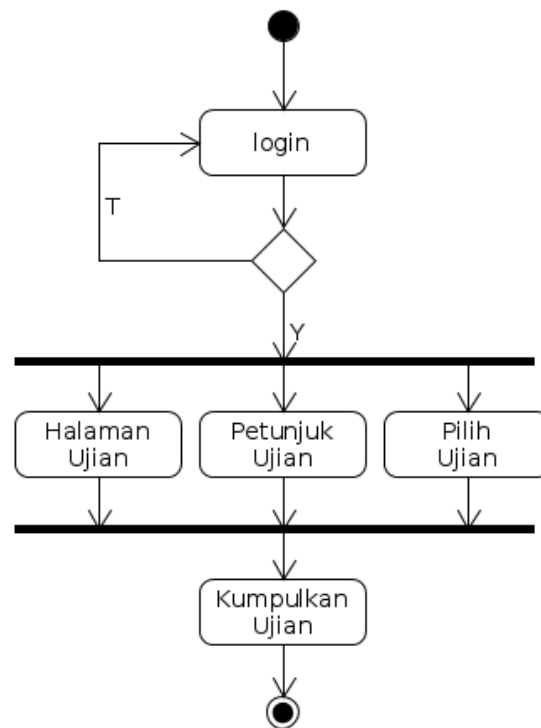 login
T
Y
Halaman
Ujian
Petunjuk
Ujian
Pilih
Ujian
Kumpulkan
Ujian